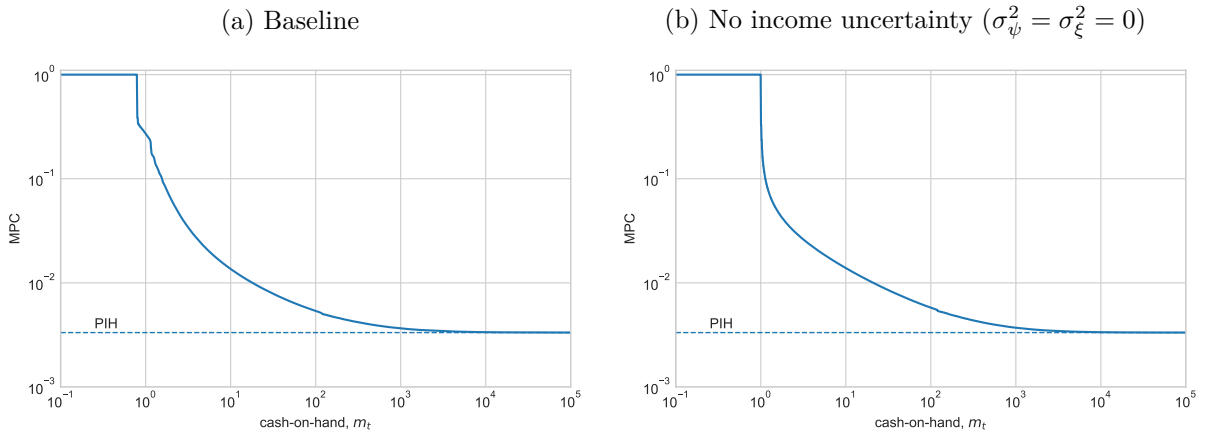 (a) Baseline
10⁰
10⁻¹
10⁻²
10⁻³
MPC
PIH
10⁻¹ 10⁰ 10¹ 10² 10³ 10⁴ 10⁵
cash-on-hand, mₜ
(b) No income uncertainty (σ²_ψ = σ²_ξ = 0)
10⁰
10⁻¹
10⁻²
10⁻³
MPC
PIH
10⁻¹ 10⁰ 10¹ 10² 10³ 10⁴ 10⁵
cash-on-hand, mₜ